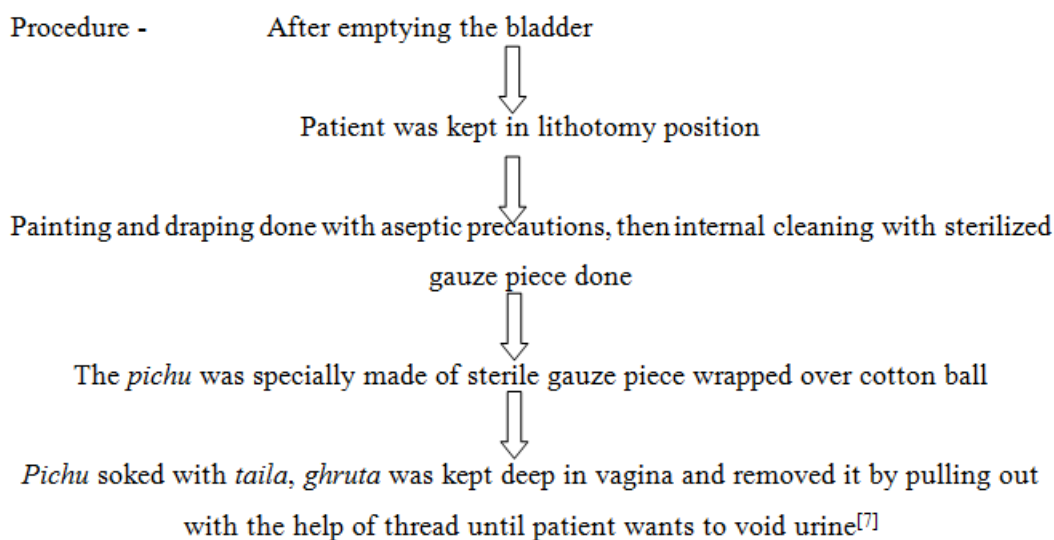 Procedure - After emptying the bladder
Patient was kept in lithotomy position
Painting and draping done with aseptic precautions, then internal cleaning with sterilized
gauze piece done
The pichu was specially made of sterile gauze piece wrapped over cotton ball
Pichu soked with taila, ghruta was kept deep in vagina and removed it by pulling out
with the help of thread until patient wants to void urine[7]